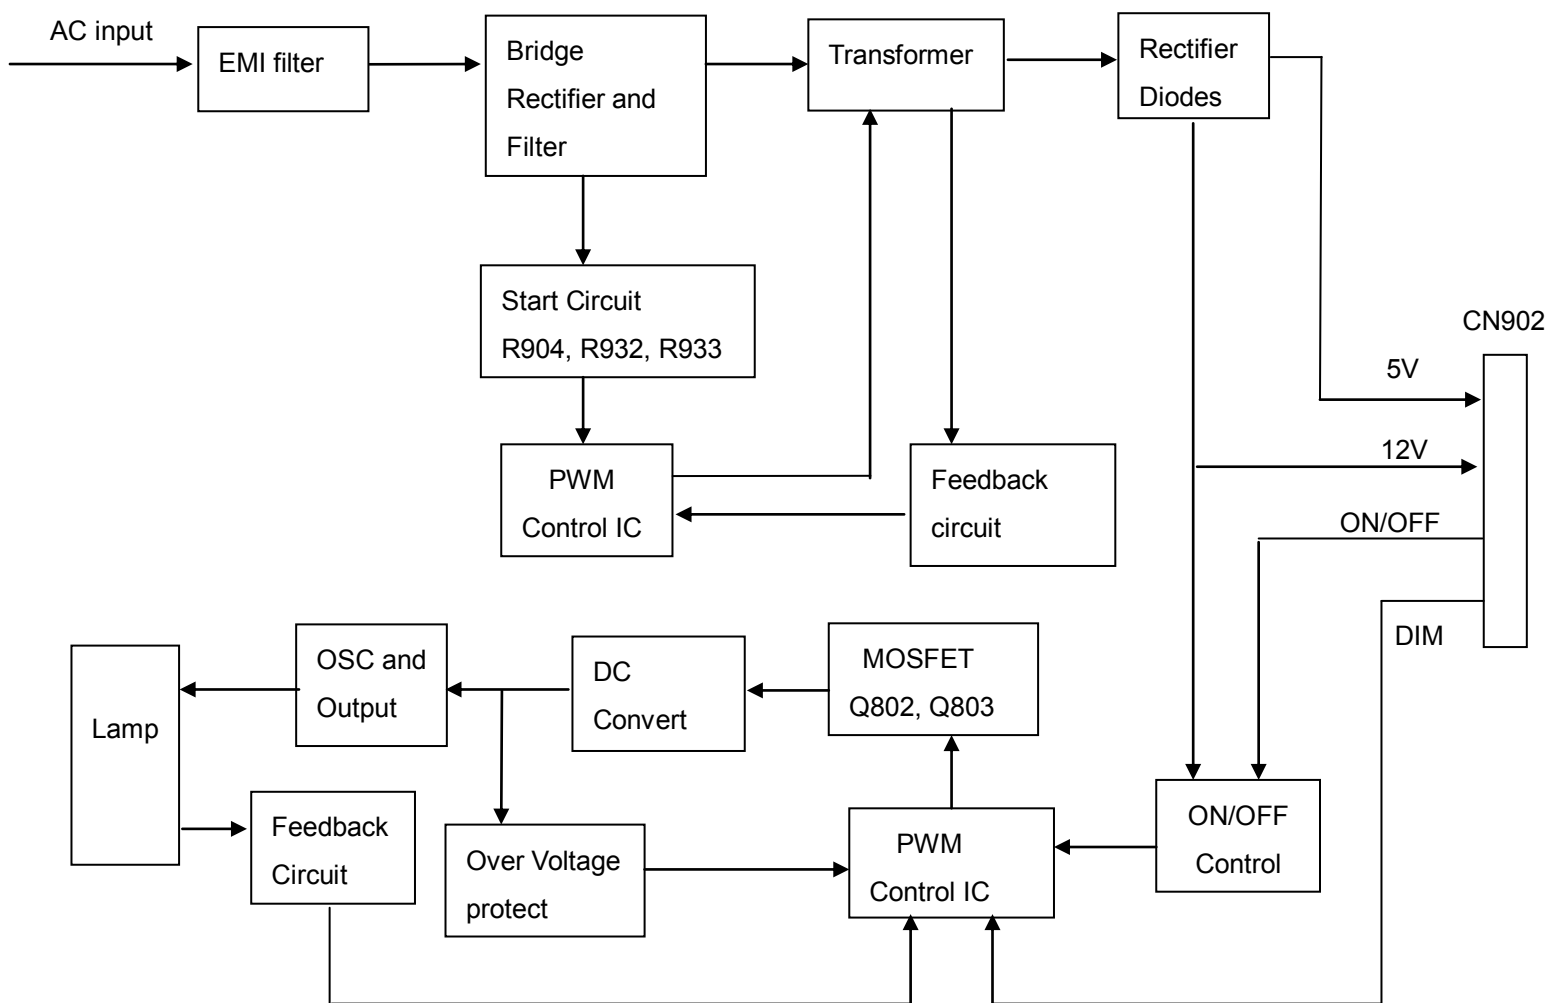 AC input
EMI filter
Bridge
Rectifier and
Filter
Transformer
Rectifier
Diodes
Start Circuit
R904, R932, R933
CN902
5V
12V
PWM
Control IC
Feedback
circuit
ON/OFF
DIM
Lamp
OSC and
Output
DC
Convert
MOSFET
Q802, Q803
Feedback
Circuit
Over Voltage
protect
PWM
Control IC
ON/OFF
Control